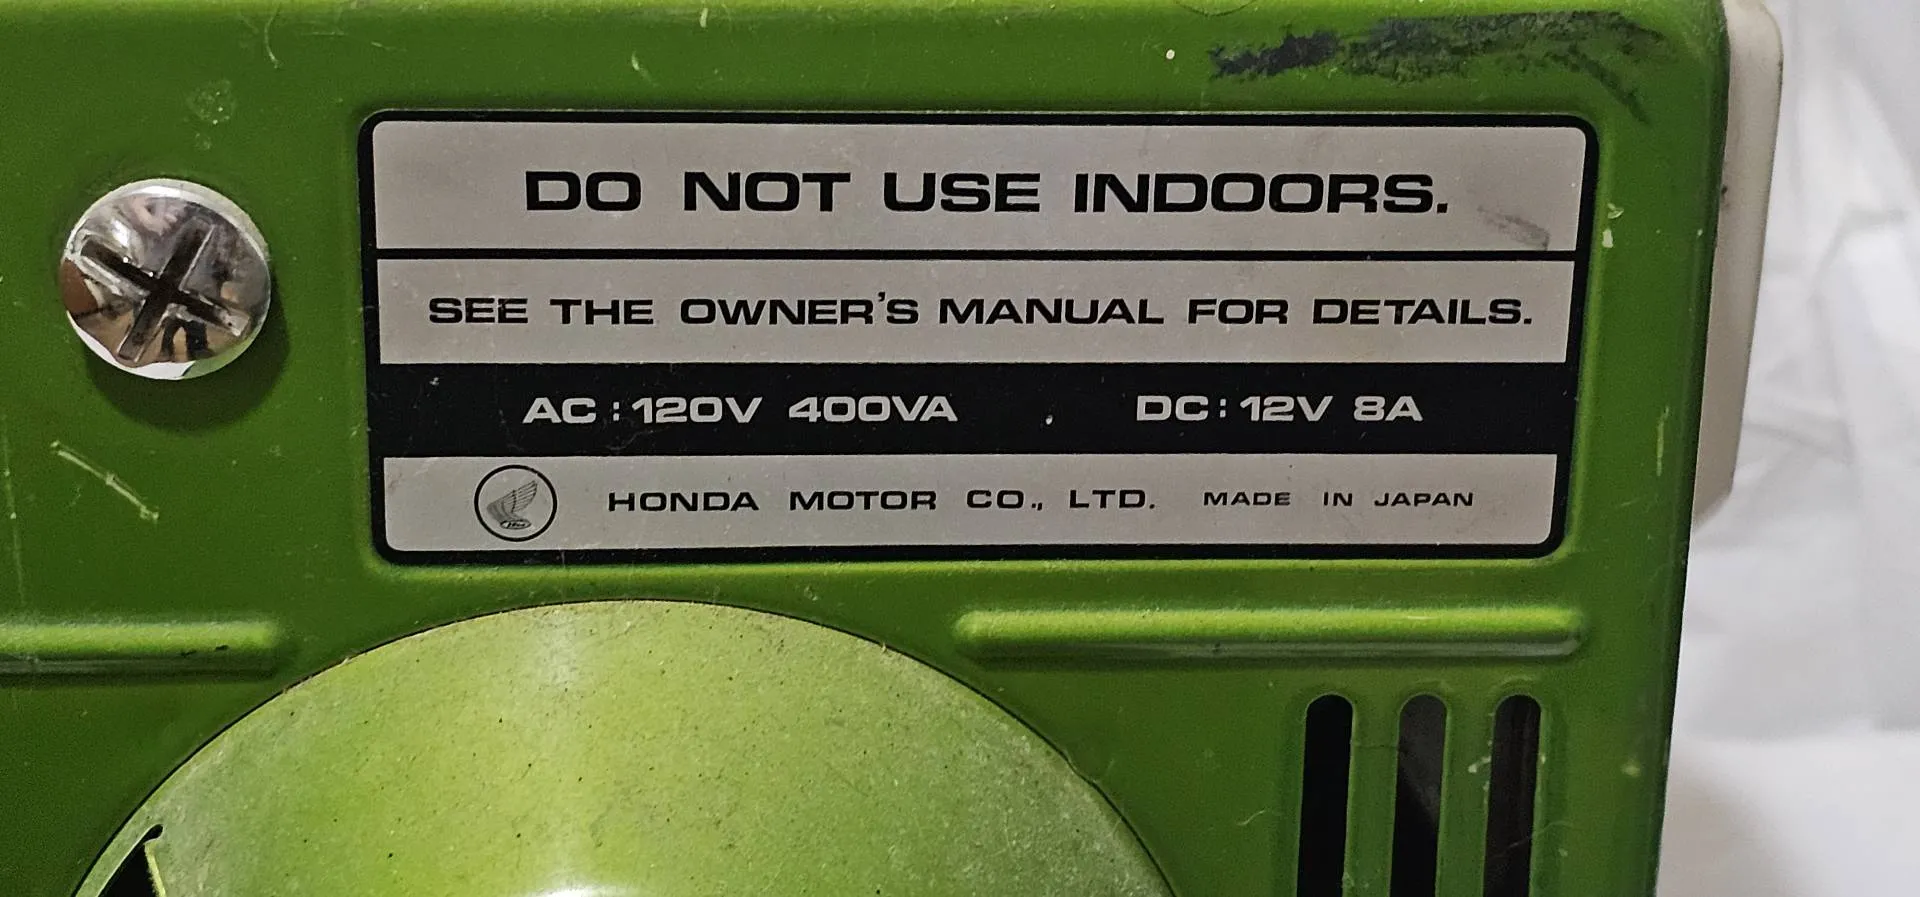 DO NOT USE INDOORS.
SEE THE OWNER'S MANUAL FOR DETAILS.
AC : 120V 400VA DC : 12V 8A
HONDA MOTOR CO., LTD. MADE IN JAPAN